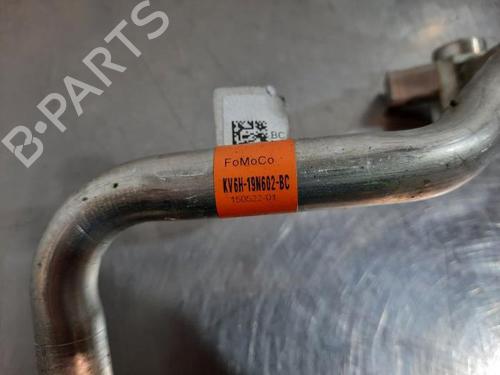 B-PARTS
BC
FoMoCo
KV6H-19N602-BC
150522-01